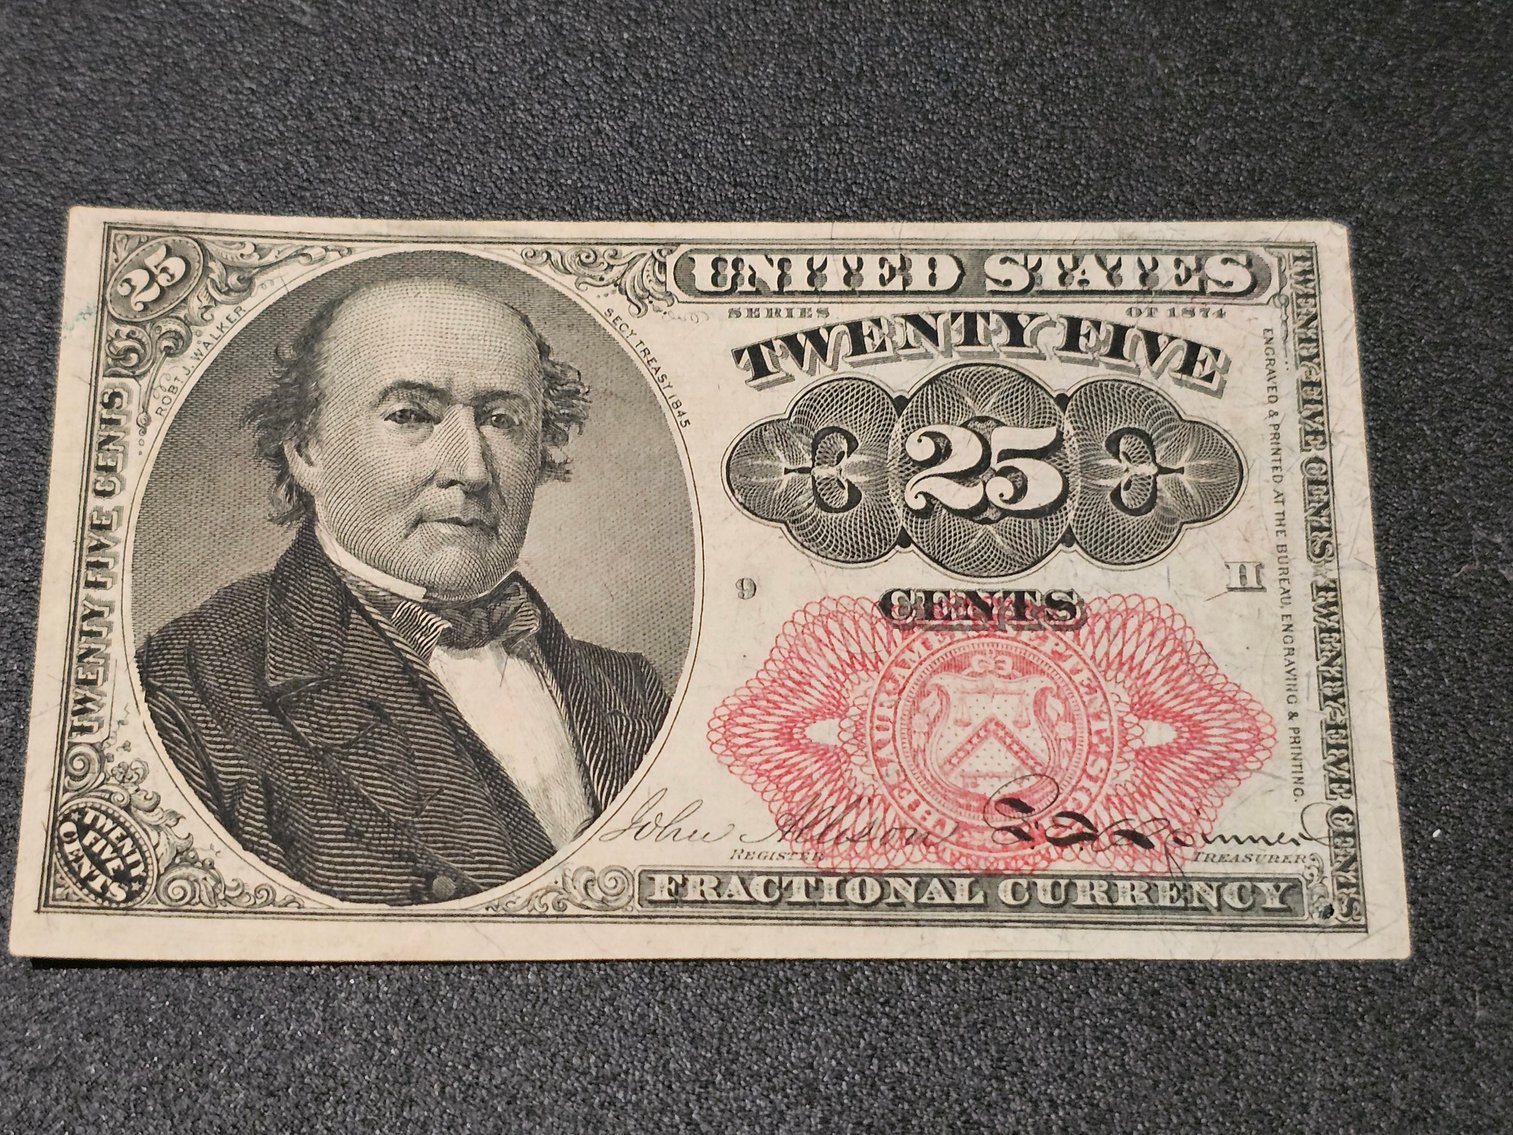 25
ROBT J. WALKER
SECY TREASY 1845
UNITED STATES
SERIES OF 1874
TWENTY FIVE
C 25 C
CENTS
9 H
TWENTY FIVE CENTS
TWENTY FIVE CENTS
TWENTY-FIVE CENTS TWENTY-FIVE CENTS
ENGRAVED & PRINTED AT THE BUREAU, ENGRAVING & PRINTING.
John Allison
REGISTER
TREASURER
FRACTIONAL CURRENCY